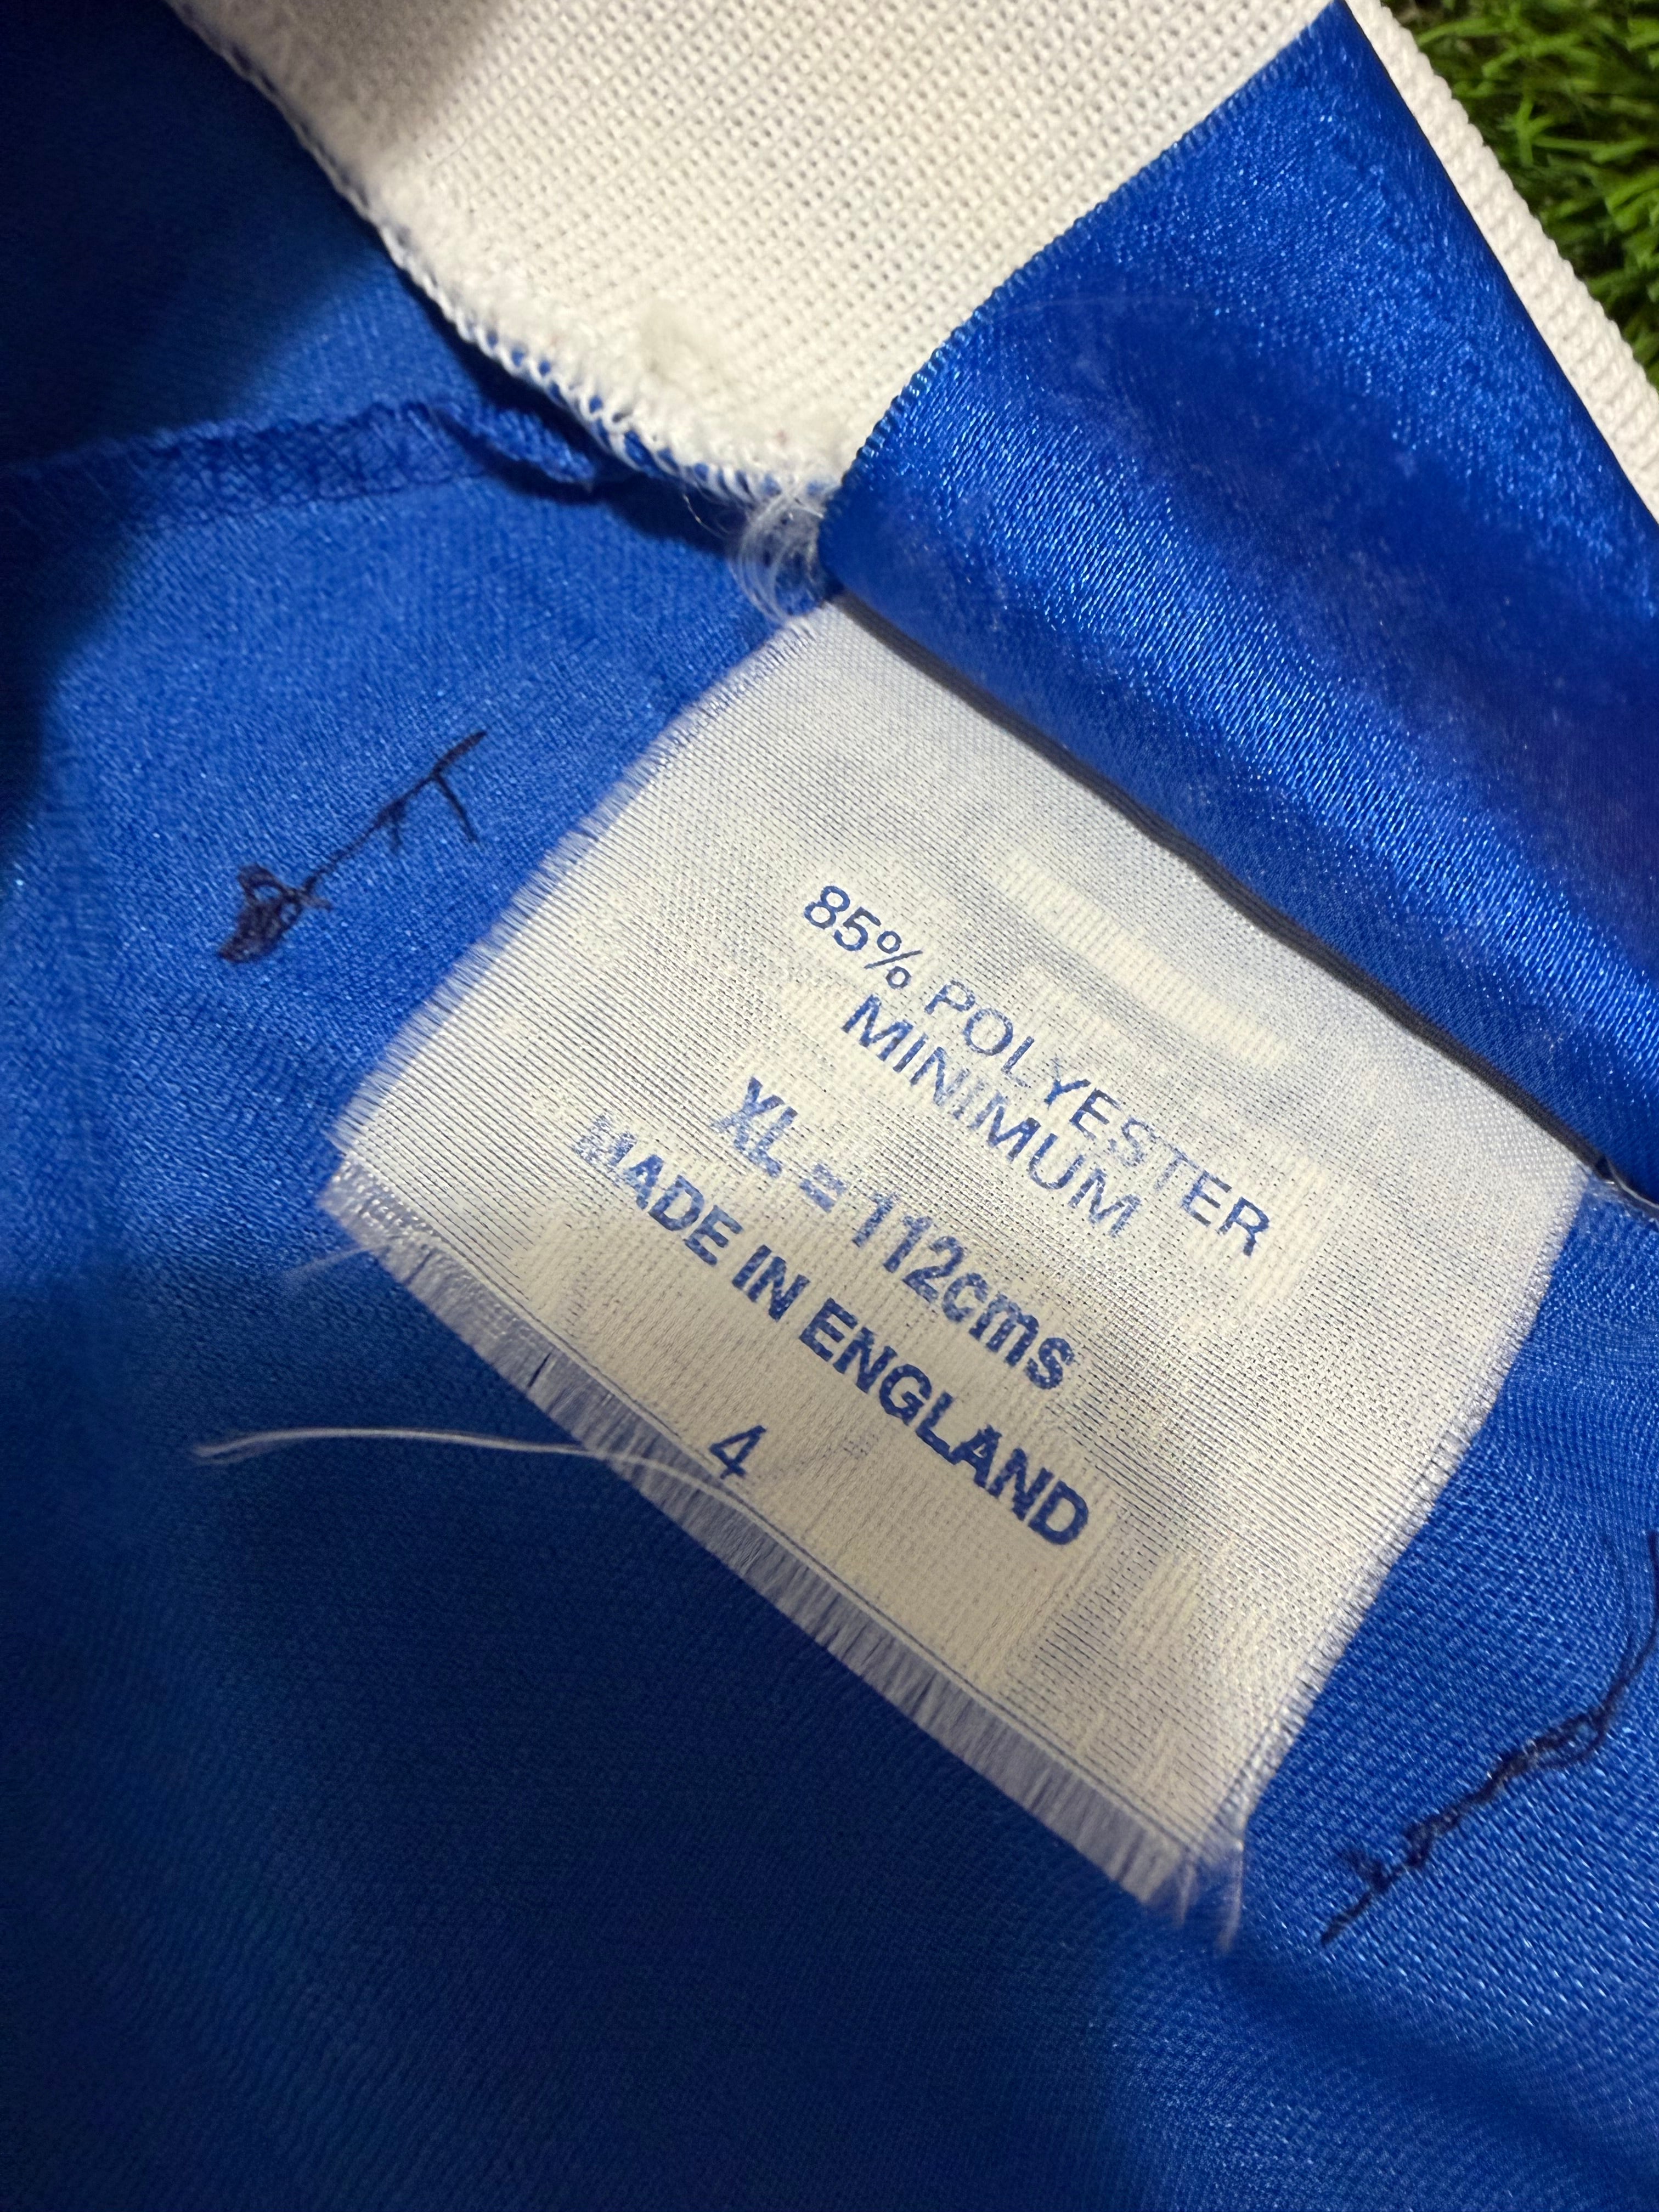 85% POLYESTER
MINIMUM
XL = 112cms
MADE IN ENGLAND
4